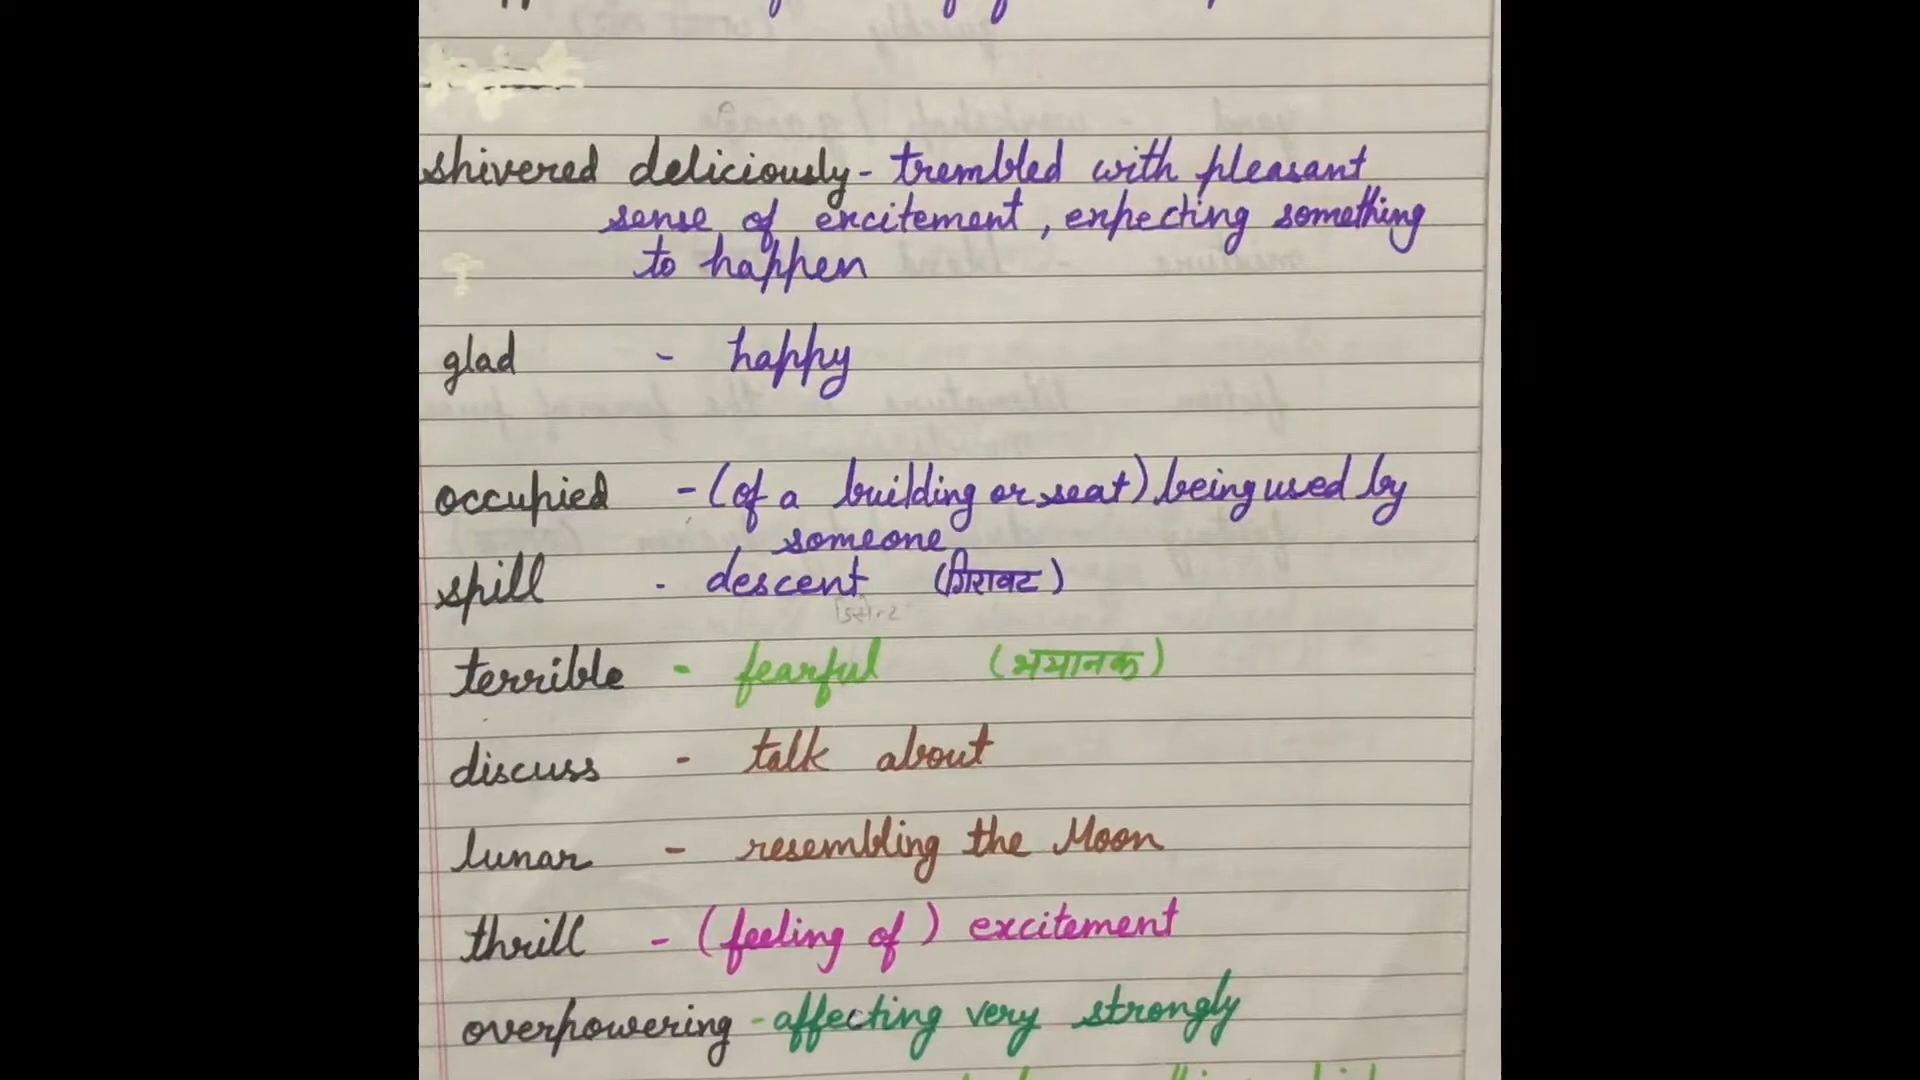 shivered deliciously - trembled with pleasant
sense of excitement, expecting something
to happen
glad - happy
occupied - (of a building or seat) being used by
someone
spill - descent (गिरावट)
terrible - fearful (भयानक)
discuss - talk about
lunar - resembling the Moon
thrill - (feeling of) excitement
overpowering - affecting very strongly